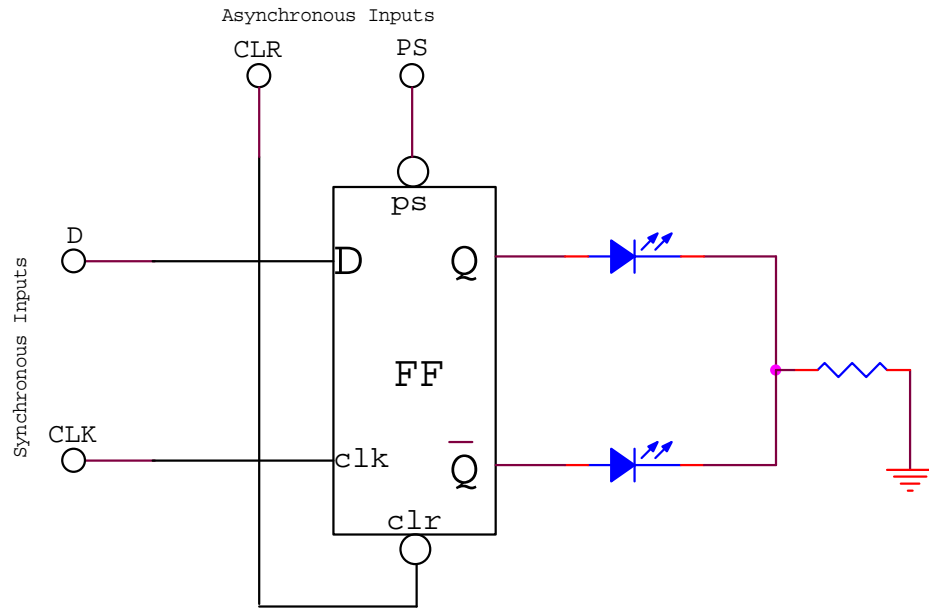 Asynchronous Inputs
CLR
PS
ps
D
D
Q
Synchronous Inputs
FF
CLK
clk
Q̅
clr